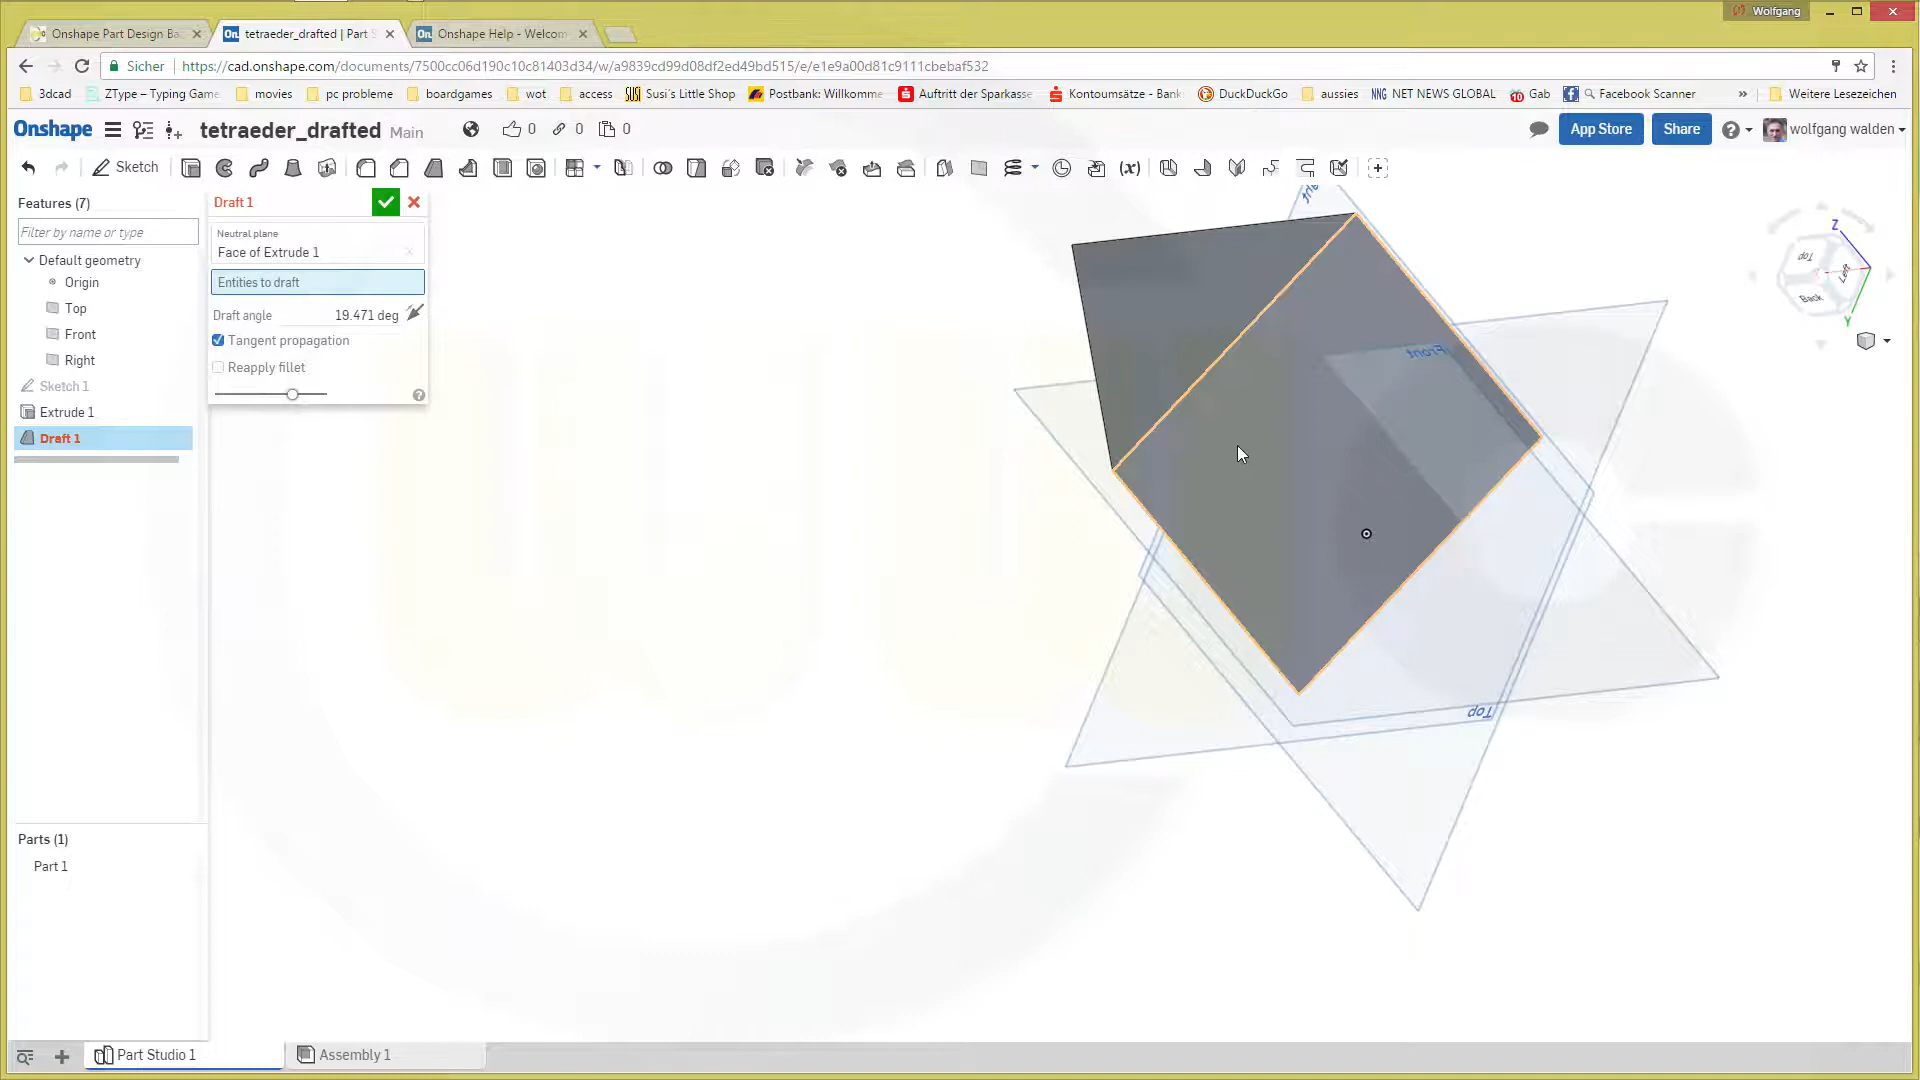 Wolfgang
Onshape Part Design Ba
tetraeder_drafted | Part S
Onshape Help - Welcom
Sicher
https://cad.onshape.com/documents/7500cc06d190c10c81403d34/w/a9839cd99d08df2ed49bd515/e/e1e9a00d81c9111cbebaf532
3dcad
ZType – Typing Game
movies
pc probleme
boardgames
wot
access
Susi´s Little Shop
Postbank: Willkomme
Auftritt der Sparkasse
Kontoumsätze - Bank
DuckDuckGo
aussies
NNG NET NEWS GLOBAL
Gab
Facebook Scanner
»
Weitere Lesezeichen
Onshape
tetraeder_drafted Main
0
0
0
App Store
Share
wolfgang walden
Sketch
(x)
Features (7)
Filter by name or type
Default geometry
Origin
Top
Front
Right
Sketch 1
Extrude 1
Draft 1
Draft 1
Neutral plane
Face of Extrude 1
Entities to draft
Draft angle 19.471 deg
Tangent propagation
Reapply fillet
Front
Top
Z
Top
Left
Back
Y
Parts (1)
Part 1
Part Studio 1
Assembly 1